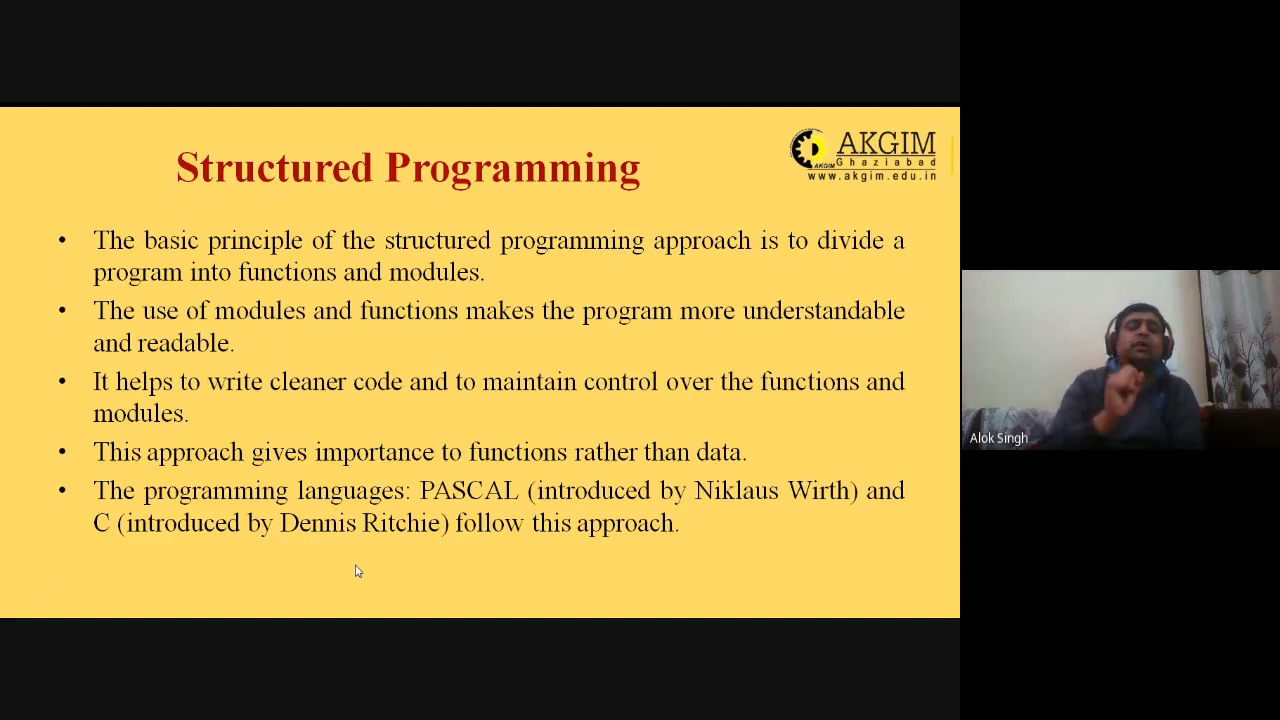 Structured Programming
AKGIM
Ghaziabad
AKGIM
www.akgim.edu.in
• The basic principle of the structured programming approach is to divide a
program into functions and modules.
• The use of modules and functions makes the program more understandable
and readable.
• It helps to write cleaner code and to maintain control over the functions and
modules.
• This approach gives importance to functions rather than data.
• The programming languages: PASCAL (introduced by Niklaus Wirth) and
C (introduced by Dennis Ritchie) follow this approach.
Alok Singh